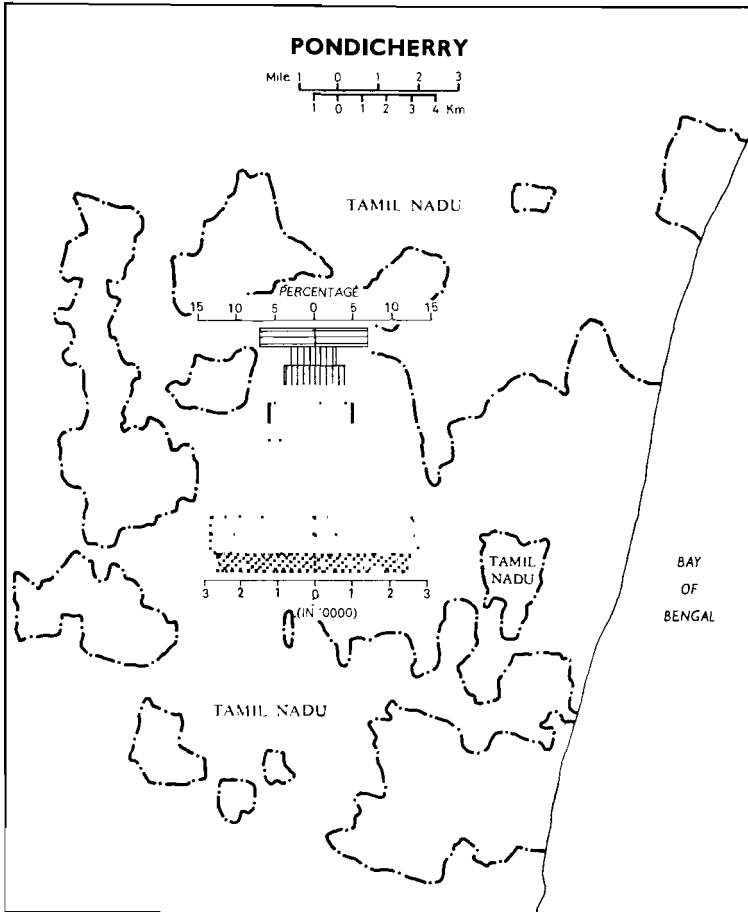 PONDICHERRY
Mile 1 0 1 2 3
1 0 1 2 3 4 Km
TAMIL NADU
PERCENTAGE
15 10 5 0 5 10 15
TAMIL
NADU
BAY
OF
BENGAL
3 2 1 0 1 2 3
(IN '0000)
TAMIL NADU